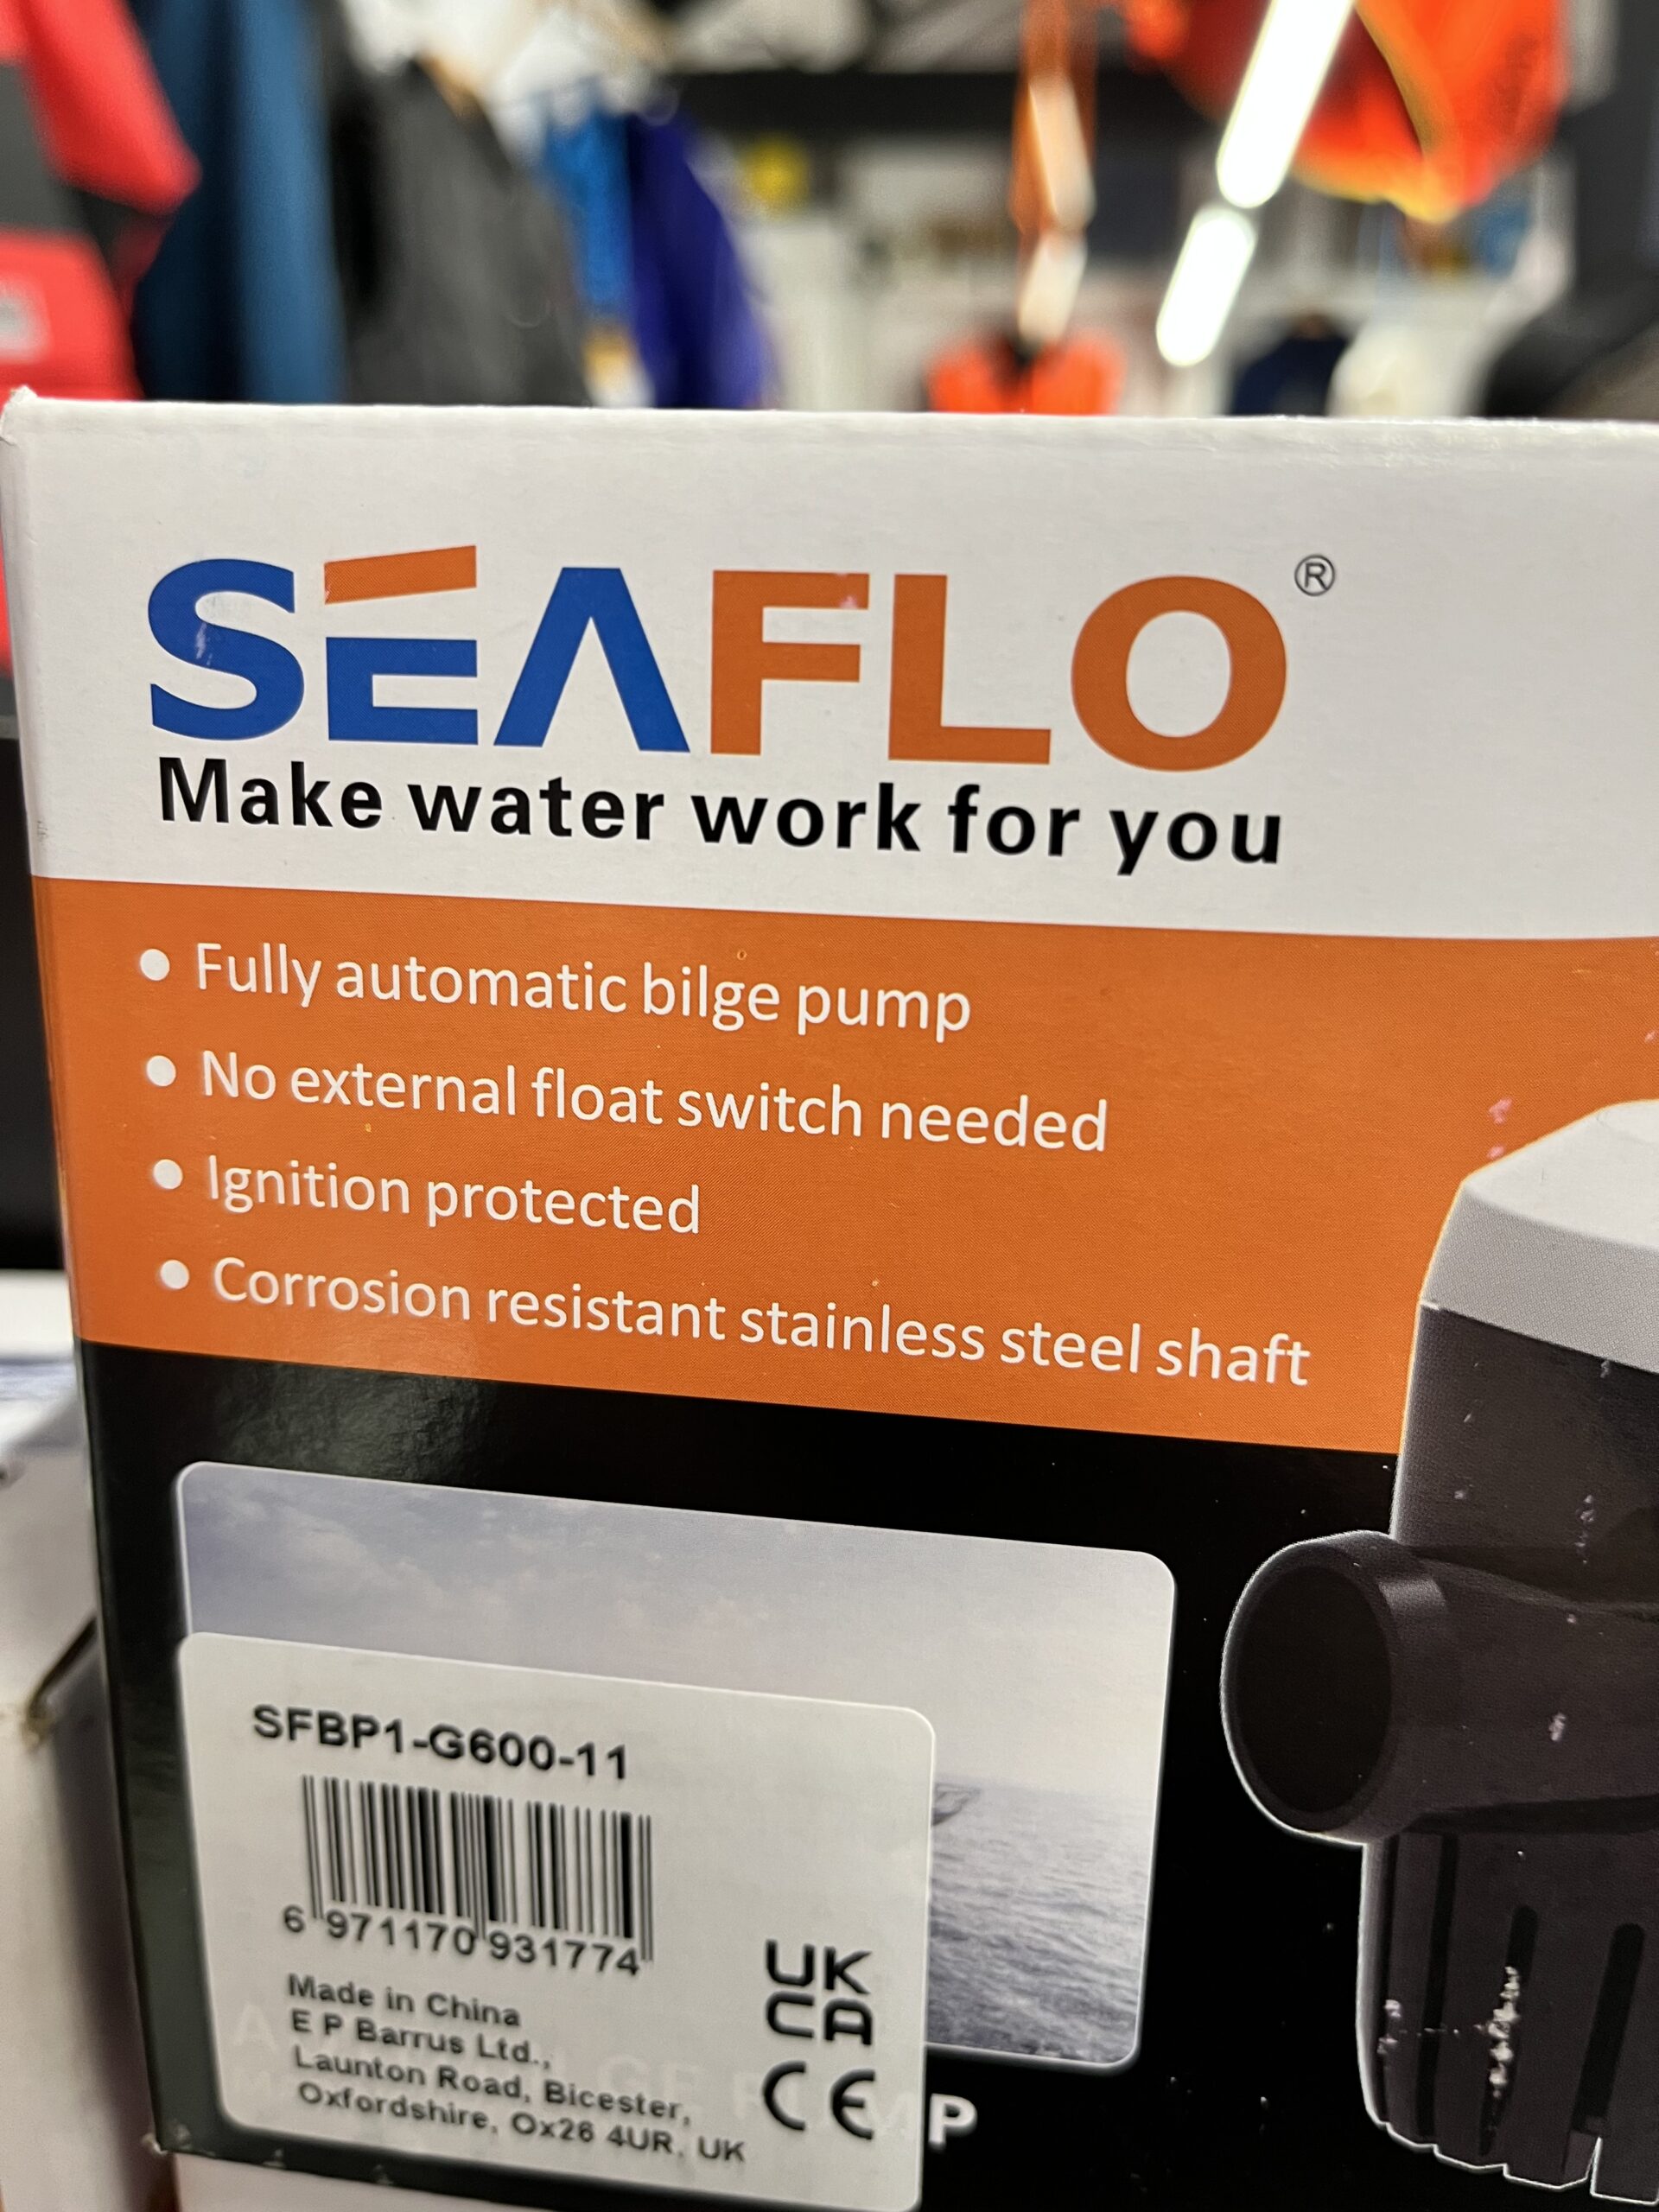 SEAFLO®
Make water work for you
• Fully automatic bilge pump
• No external float switch needed
• Ignition protected
• Corrosion resistant stainless steel shaft
SFBP1-G600-11
6 971170 931774
Made in China
E P Barrus Ltd.,
Launton Road, Bicester,
Oxfordshire, Ox26 4UR. UK
UK
CA
CE
P